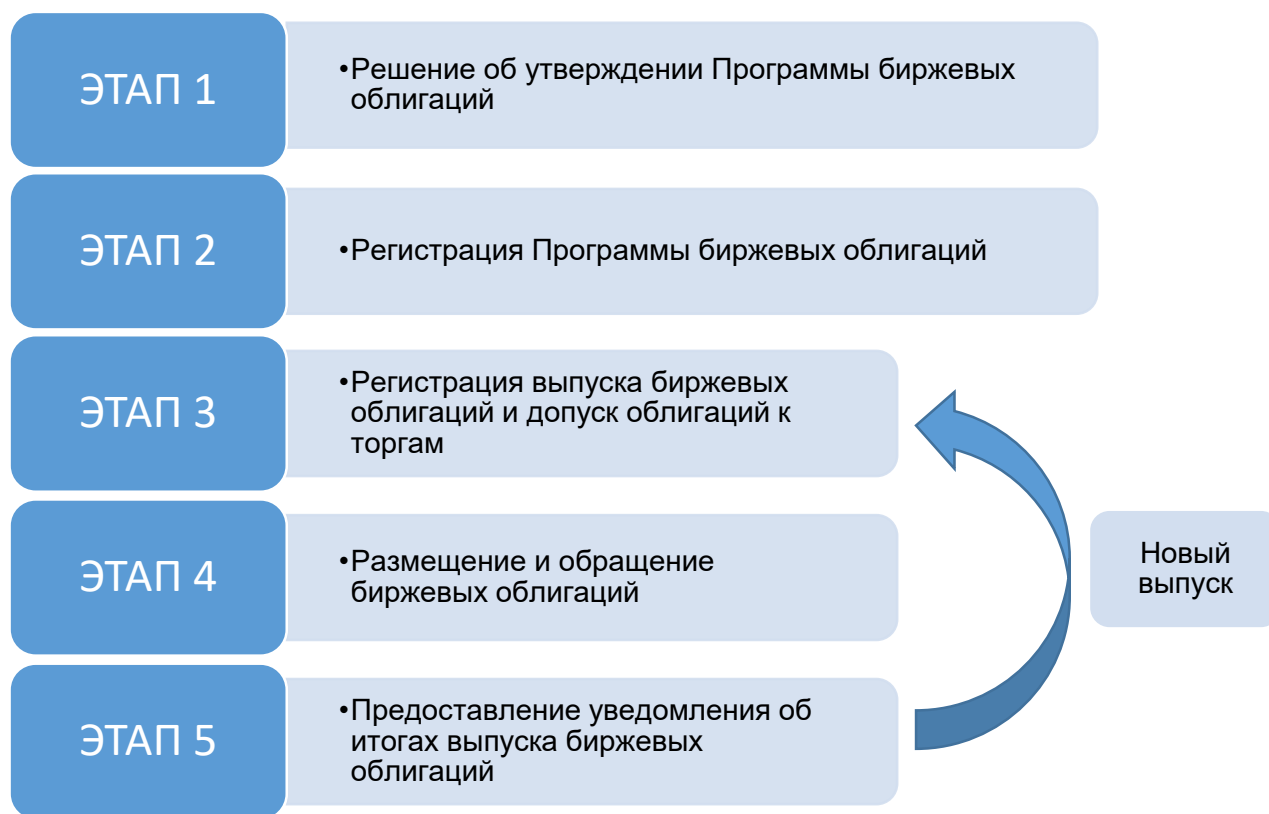 ЭТАП 1
•Решение об утверждении Программы биржевых
облигаций
ЭТАП 2
•Регистрация Программы биржевых облигаций
ЭТАП 3
•Регистрация выпуска биржевых
облигаций и допуск облигаций к
торгам
ЭТАП 4
•Размещение и обращение
биржевых облигаций
Новый
выпуск
ЭТАП 5
•Предоставление уведомления об
итогах выпуска биржевых
облигаций